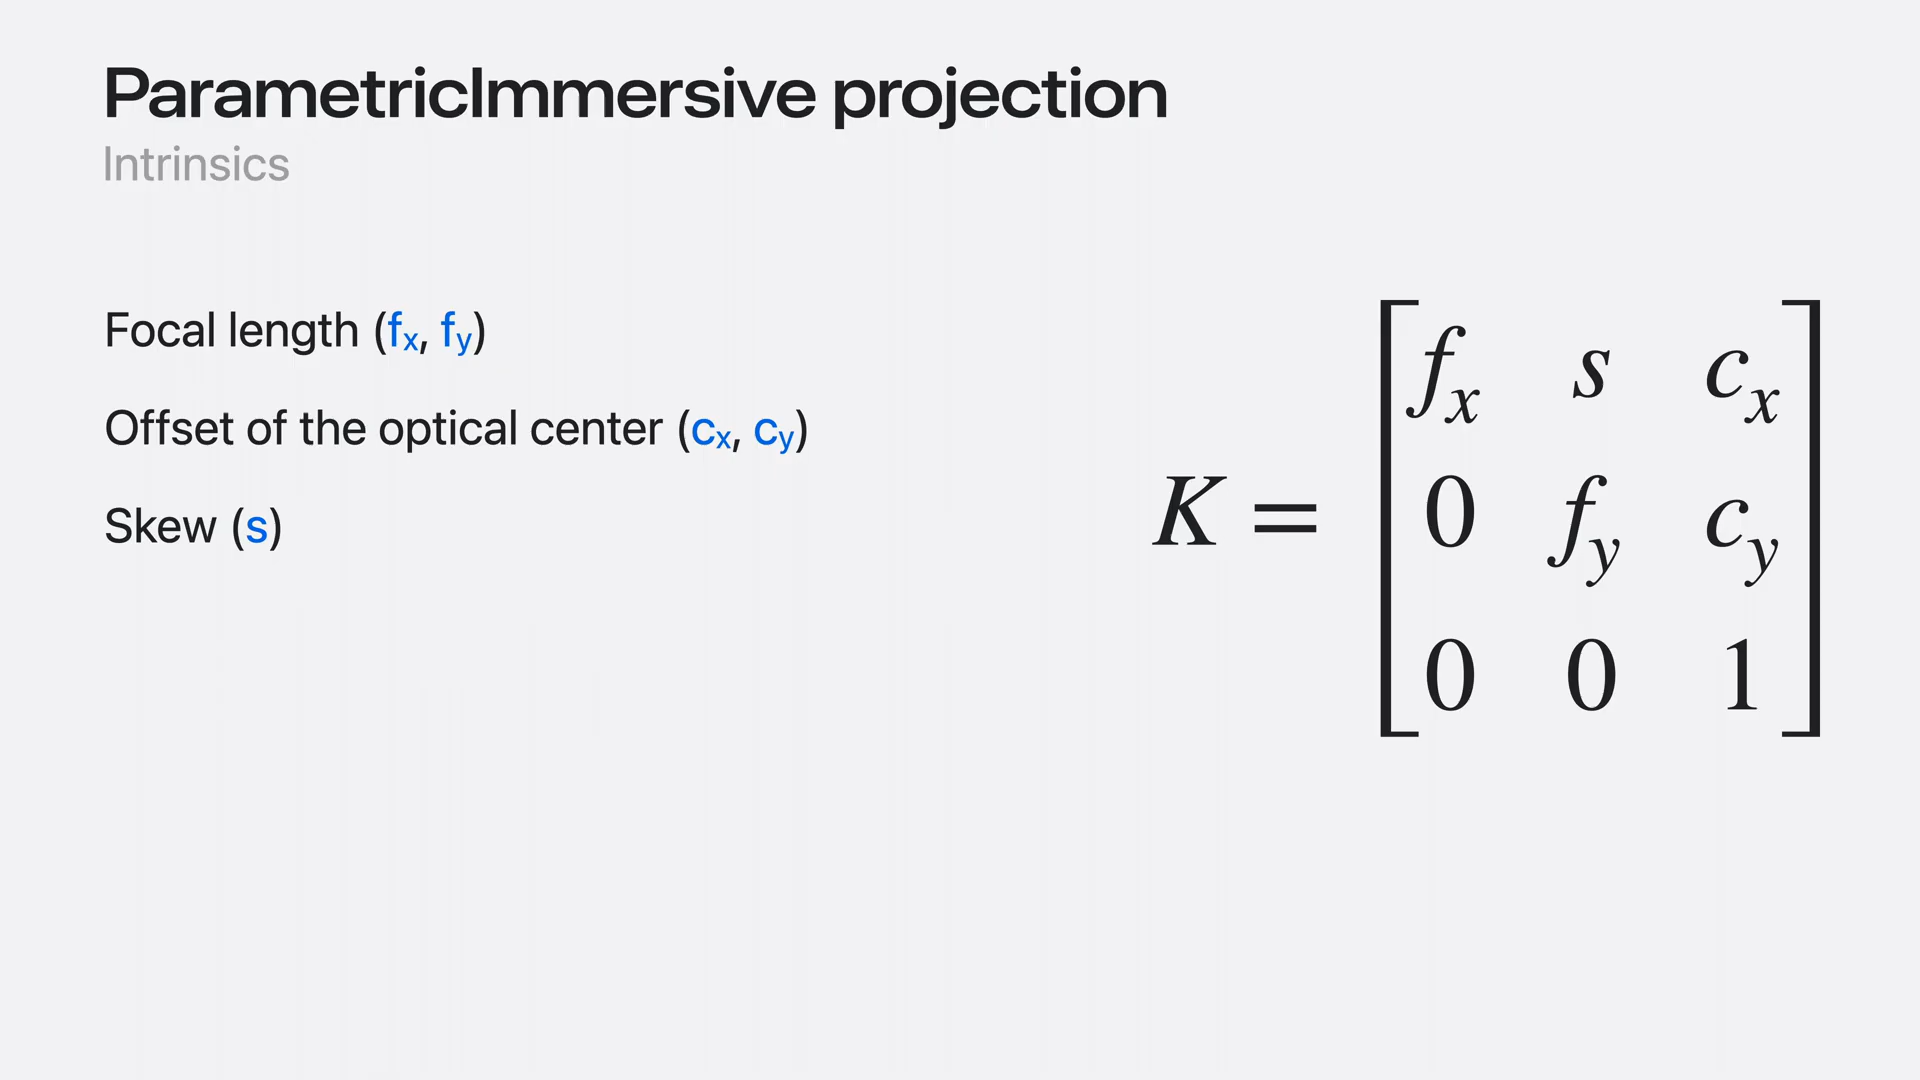 ParametricImmersive projection
Intrinsics
Focal length (fx, fy)
Offset of the optical center (cx, cy)
Skew (s)
K =
fx s cx
0 fy cy
0 0 1